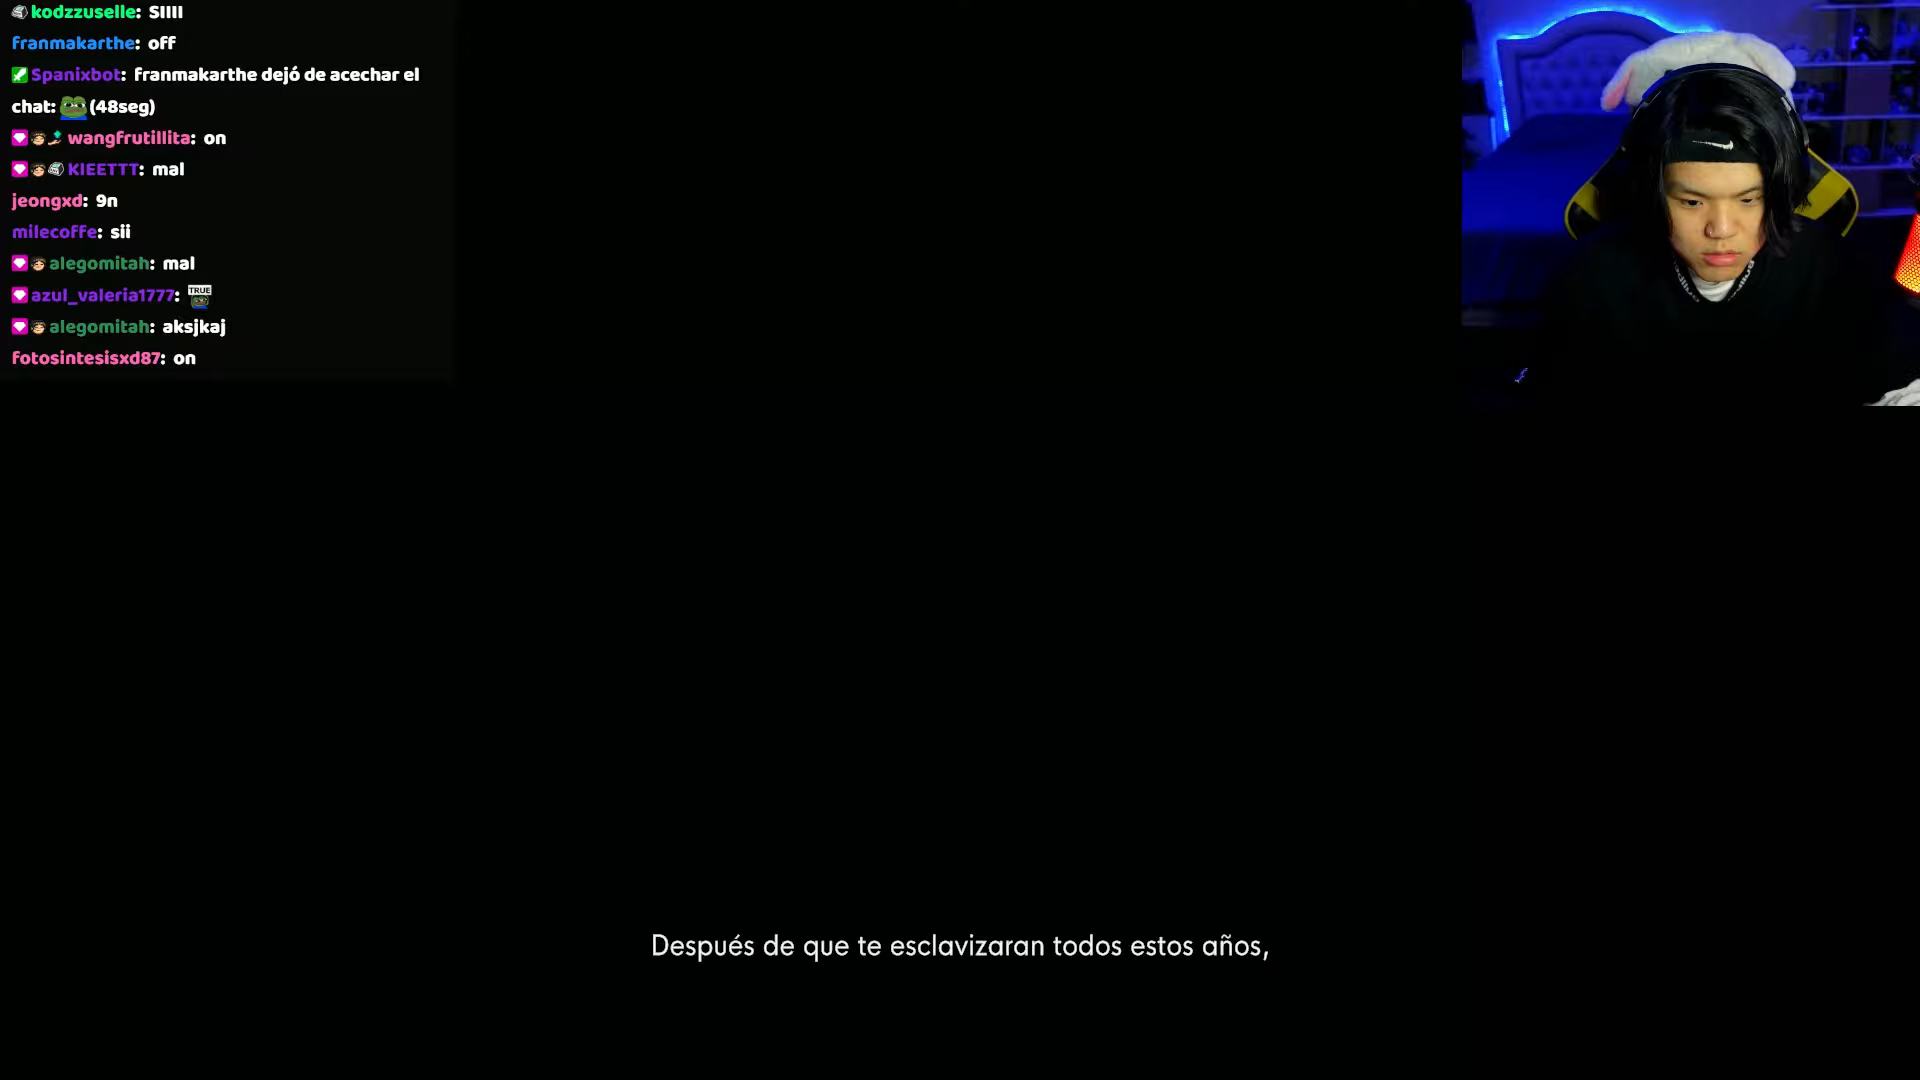 kodzzuselle: SIIII
franmakarthe: off
Spanixbot: franmakarthe dejó de acechar el
chat: (48seg)
wangfrutillita: on
KIEETTT: mal
jeongxd: 9n
milecoffe: sii
alegomitah: mal
azul_valeria1777: TRUE
alegomitah: aksjkaj
fotosintesisxd87: on
Después de que te esclavizaran todos estos años,